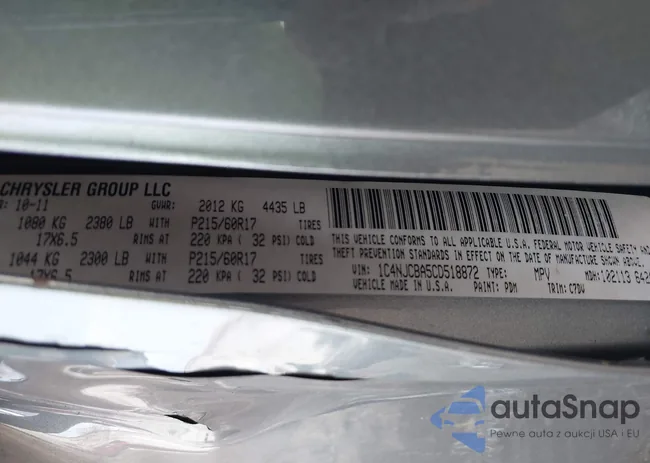 CHRYSLER GROUP LLC
: 10-11 GVWR: 2012 KG 4435 LB
1080 KG 2380 LB WITH P215/60R17 TIRES
17X6.5 RIMS AT 220 KPA ( 32 PSI) COLD
1044 KG 2300 LB WITH P215/60R17 TIRES
17X6.5 RIMS AT 220 KPA ( 32 PSI) COLD
THIS VEHICLE CONFORMS TO ALL APPLICABLE U.S.A. FEDERAL MOTOR VEHICLE SAFETY
THEFT PREVENTION STANDARDS IN EFFECT ON THE DATE OF MANUFACTURE SHOWN ABOVE.
VIN: 1C4NJCBA5CD518872 TYPE: MPV MDH: 102113
VEHICLE MADE IN U.S.A. PAINT: PDM TRIM: C7DV
autaSnap
Pewne auta z aukcji USA i EU